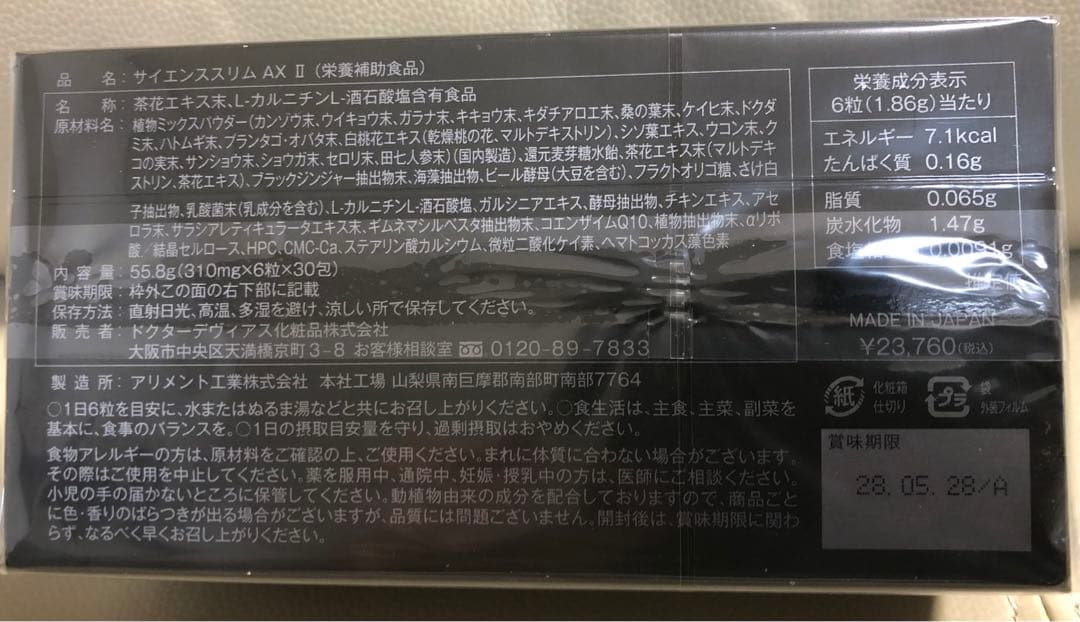 品　名：サイエンススリム AX Ⅱ（栄養補助食品）
名　称：茶花エキス末、L-カルニチンL-酒石酸塩含有食品
原材料名：植物ミックスパウダー（カンゾウ末、ウイキョウ末、ガラナ末、キキョウ末、キダチアロエ末、桑の葉末、ケイヒ末、ドクダ
ミ末、ハトムギ末、プランタゴ・オバタ末、白桃花エキス（乾燥桃の花、マルトデキストリン）、シソ葉エキス、ウコン末、ク
コの実末、サンショウ末、ショウガ末、セロリ末、田七人参末）（国内製造）、還元麦芽糖水飴、茶花エキス末（マルトデキ
ストリン、茶花エキス）、ブラックジンジャー抽出物末、海藻抽出物、ビール酵母（大豆を含む）、フラクトオリゴ糖、さけ白
子抽出物、乳酸菌末（乳成分を含む）、L-カルニチンL-酒石酸塩、ガルシニアエキス、酵母抽出物、チキンエキス、アセ
ロラ末、サラシアレティキュラータエキス末、ギムネマシルベスタ抽出物末、コエンザイムQ10、植物抽出物末、αリポ
酸／結晶セルロース、HPC、CMC-Ca、ステアリン酸カルシウム、微粒二酸化ケイ素、ヘマトコッカス藻色素
内 容 量：55.8g（310mg×6粒×30包）
賞味期限：枠外この面の右下部に記載
保存方法：直射日光、高温、多湿を避け、涼しい所で保存してください。
販 売 者：ドクターデヴィアス化粧品株式会社
大阪市中央区天満橋京町３−８ お客様相談室 0120-89-7833
製 造 所：アリメント工業株式会社　本社工場 山梨県南巨摩郡南部町南部7764
○1日6粒を目安に、水またはぬるま湯などと共にお召し上がりください。○食生活は、主食、主菜、副菜を
基本に、食事のバランスを。○1日の摂取目安量を守り、過剰摂取はおやめください。
食物アレルギーの方は、原材料をご確認の上、ご使用ください。まれに体質に合わない場合がございます。
その際はご使用を中止してください。薬を服用中、通院中、妊娠・授乳中の方は、医師にご相談ください。
小児の手の届かないところに保管してください。動植物由来の成分を配合しておりますので、商品ごと
に色・香りのばらつきが出る場合がございますが、品質には問題ございません。開封後は、賞味期限に関わ
らず、なるべく早くお召し上がりください。
栄養成分表示
6粒（1.86g）当たり
エネルギー 7.1kcal
たんぱく質 0.16g
脂質 0.065g
炭水化物 1.47g
食塩 0.0094g
推定値
MADE IN JAPAN
￥23,760（税込）
紙 化粧箱
仕切り
プラ 袋
外装フィルム
賞味期限
23. 05. 28/A